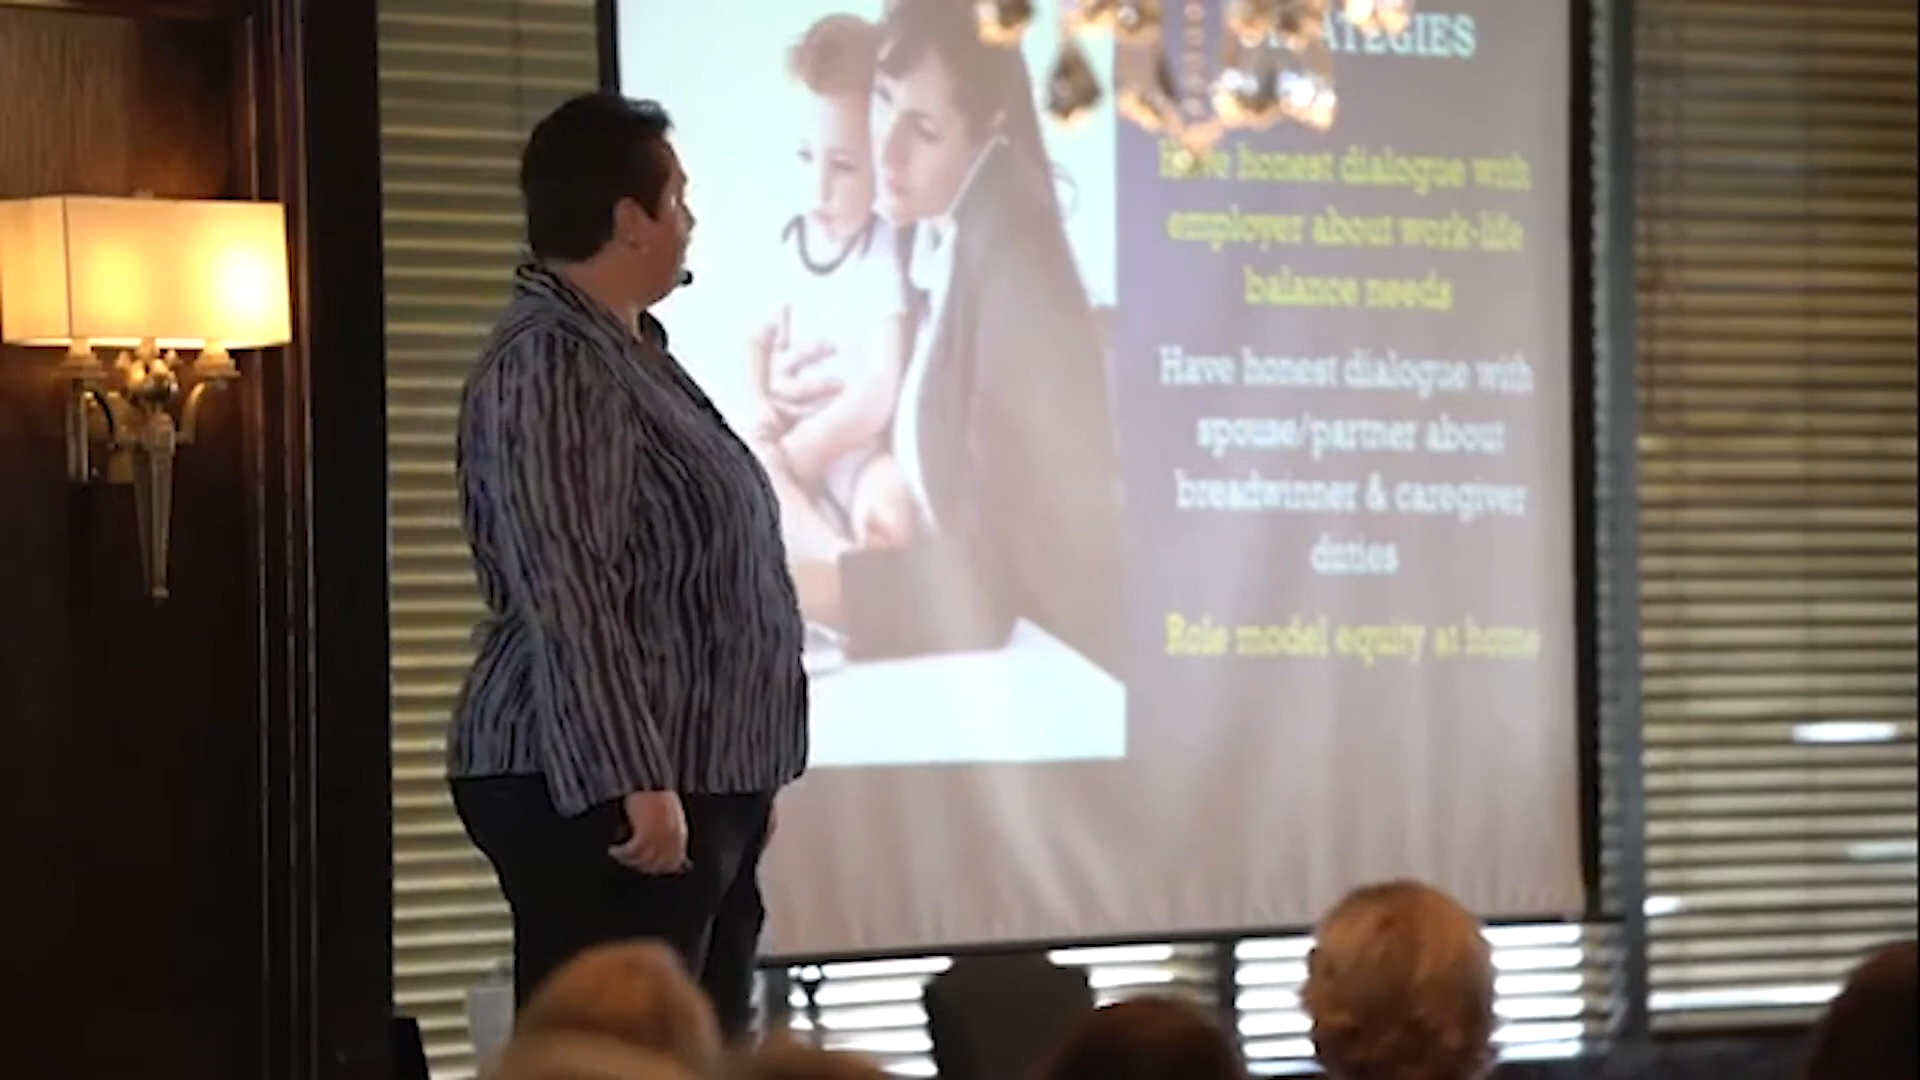 STRATEGIES
Have honest dialogue with
employer about work-life
balance needs
Have honest dialogue with
spouse/partner about
breadwinner & caregiver
duties
Role model equity at home